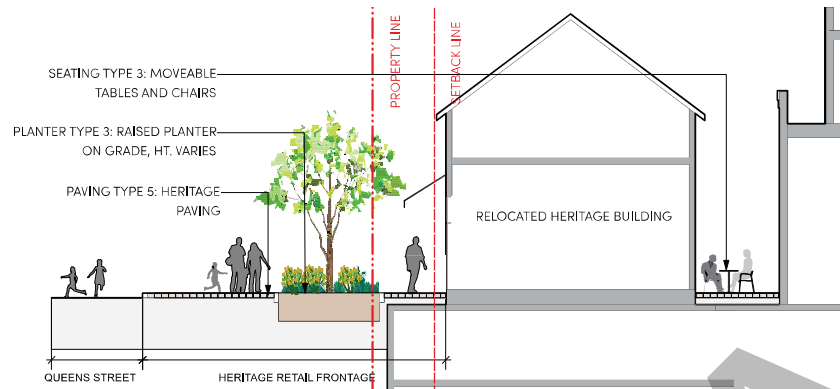 SEATING TYPE 3: MOVEABLE
TABLES AND CHAIRS
PLANTER TYPE 3: RAISED PLANTER
ON GRADE, HT. VARIES
PAVING TYPE 5: HERITAGE
PAVING
PROPERTY LINE
SETBACK LINE
RELOCATED HERITAGE BUILDING
QUEENS STREET
HERITAGE RETAIL FRONTAGE